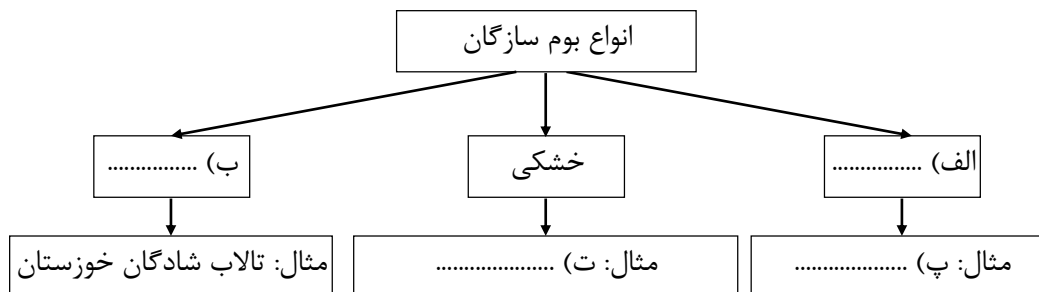 انواع بوم سازگان
الف) ................
خشکی
ب) ................
مثال: پ) .....................
مثال: ت) .....................
مثال: تالاب شادگان خوزستان